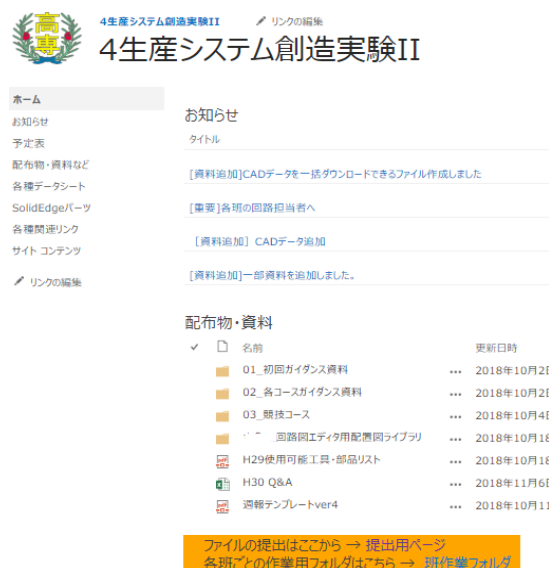 高専
4生産システム創造実験II
リンクの編集
4生産システム創造実験II
ホーム
お知らせ
予定表
配布物・資料など
各種データシート
SolidEdgeパーツ
各種関連リンク
サイト コンテンツ
リンクの編集
お知らせ
タイトル
[資料追加]CADデータを一括ダウンロードできるファイル作成しました
[重要]各班の回路担当者へ
［資料追加］CADデータ追加
[資料追加]一部資料を追加しました。
配布物・資料
名前 更新日時
01_初回ガイダンス資料 … 2018年10月2日
02_各コースガイダンス資料 … 2018年10月2日
03_競技コース … 2018年10月4日
回路図エディタ用配置図ライブラリ … 2018年10月18
H29使用可能工具・部品リスト … 2018年10月18
H30 Q&A … 2018年11月6日
週報テンプレートver4 … 2018年10月11
ファイルの提出はここから → 提出用ページ
各班ごとの作業用フォルダはこちら → 班作業フォルダ